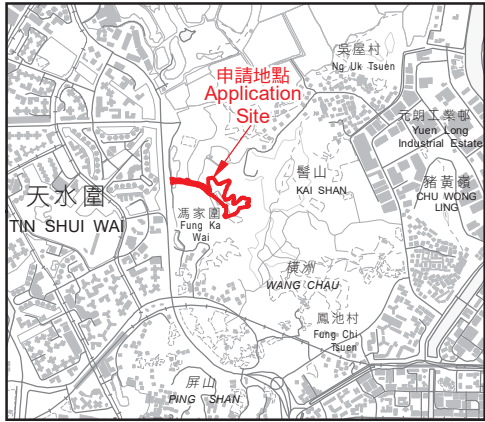 吳屋村
Ng Uk Tsuen
申請地點
Application
Site
元朗工業邨
Yuen Long
Industrial Estate
髻山
KAI SHAN
豬黃嶺
CHU WONG
LING
天水圍
TIN SHUI WAI
馮家圍
Fung Ka
Wai
橫洲
WANG CHAU
鳳池村
Fung Chi
Tsuen
屏山
PING SHAN